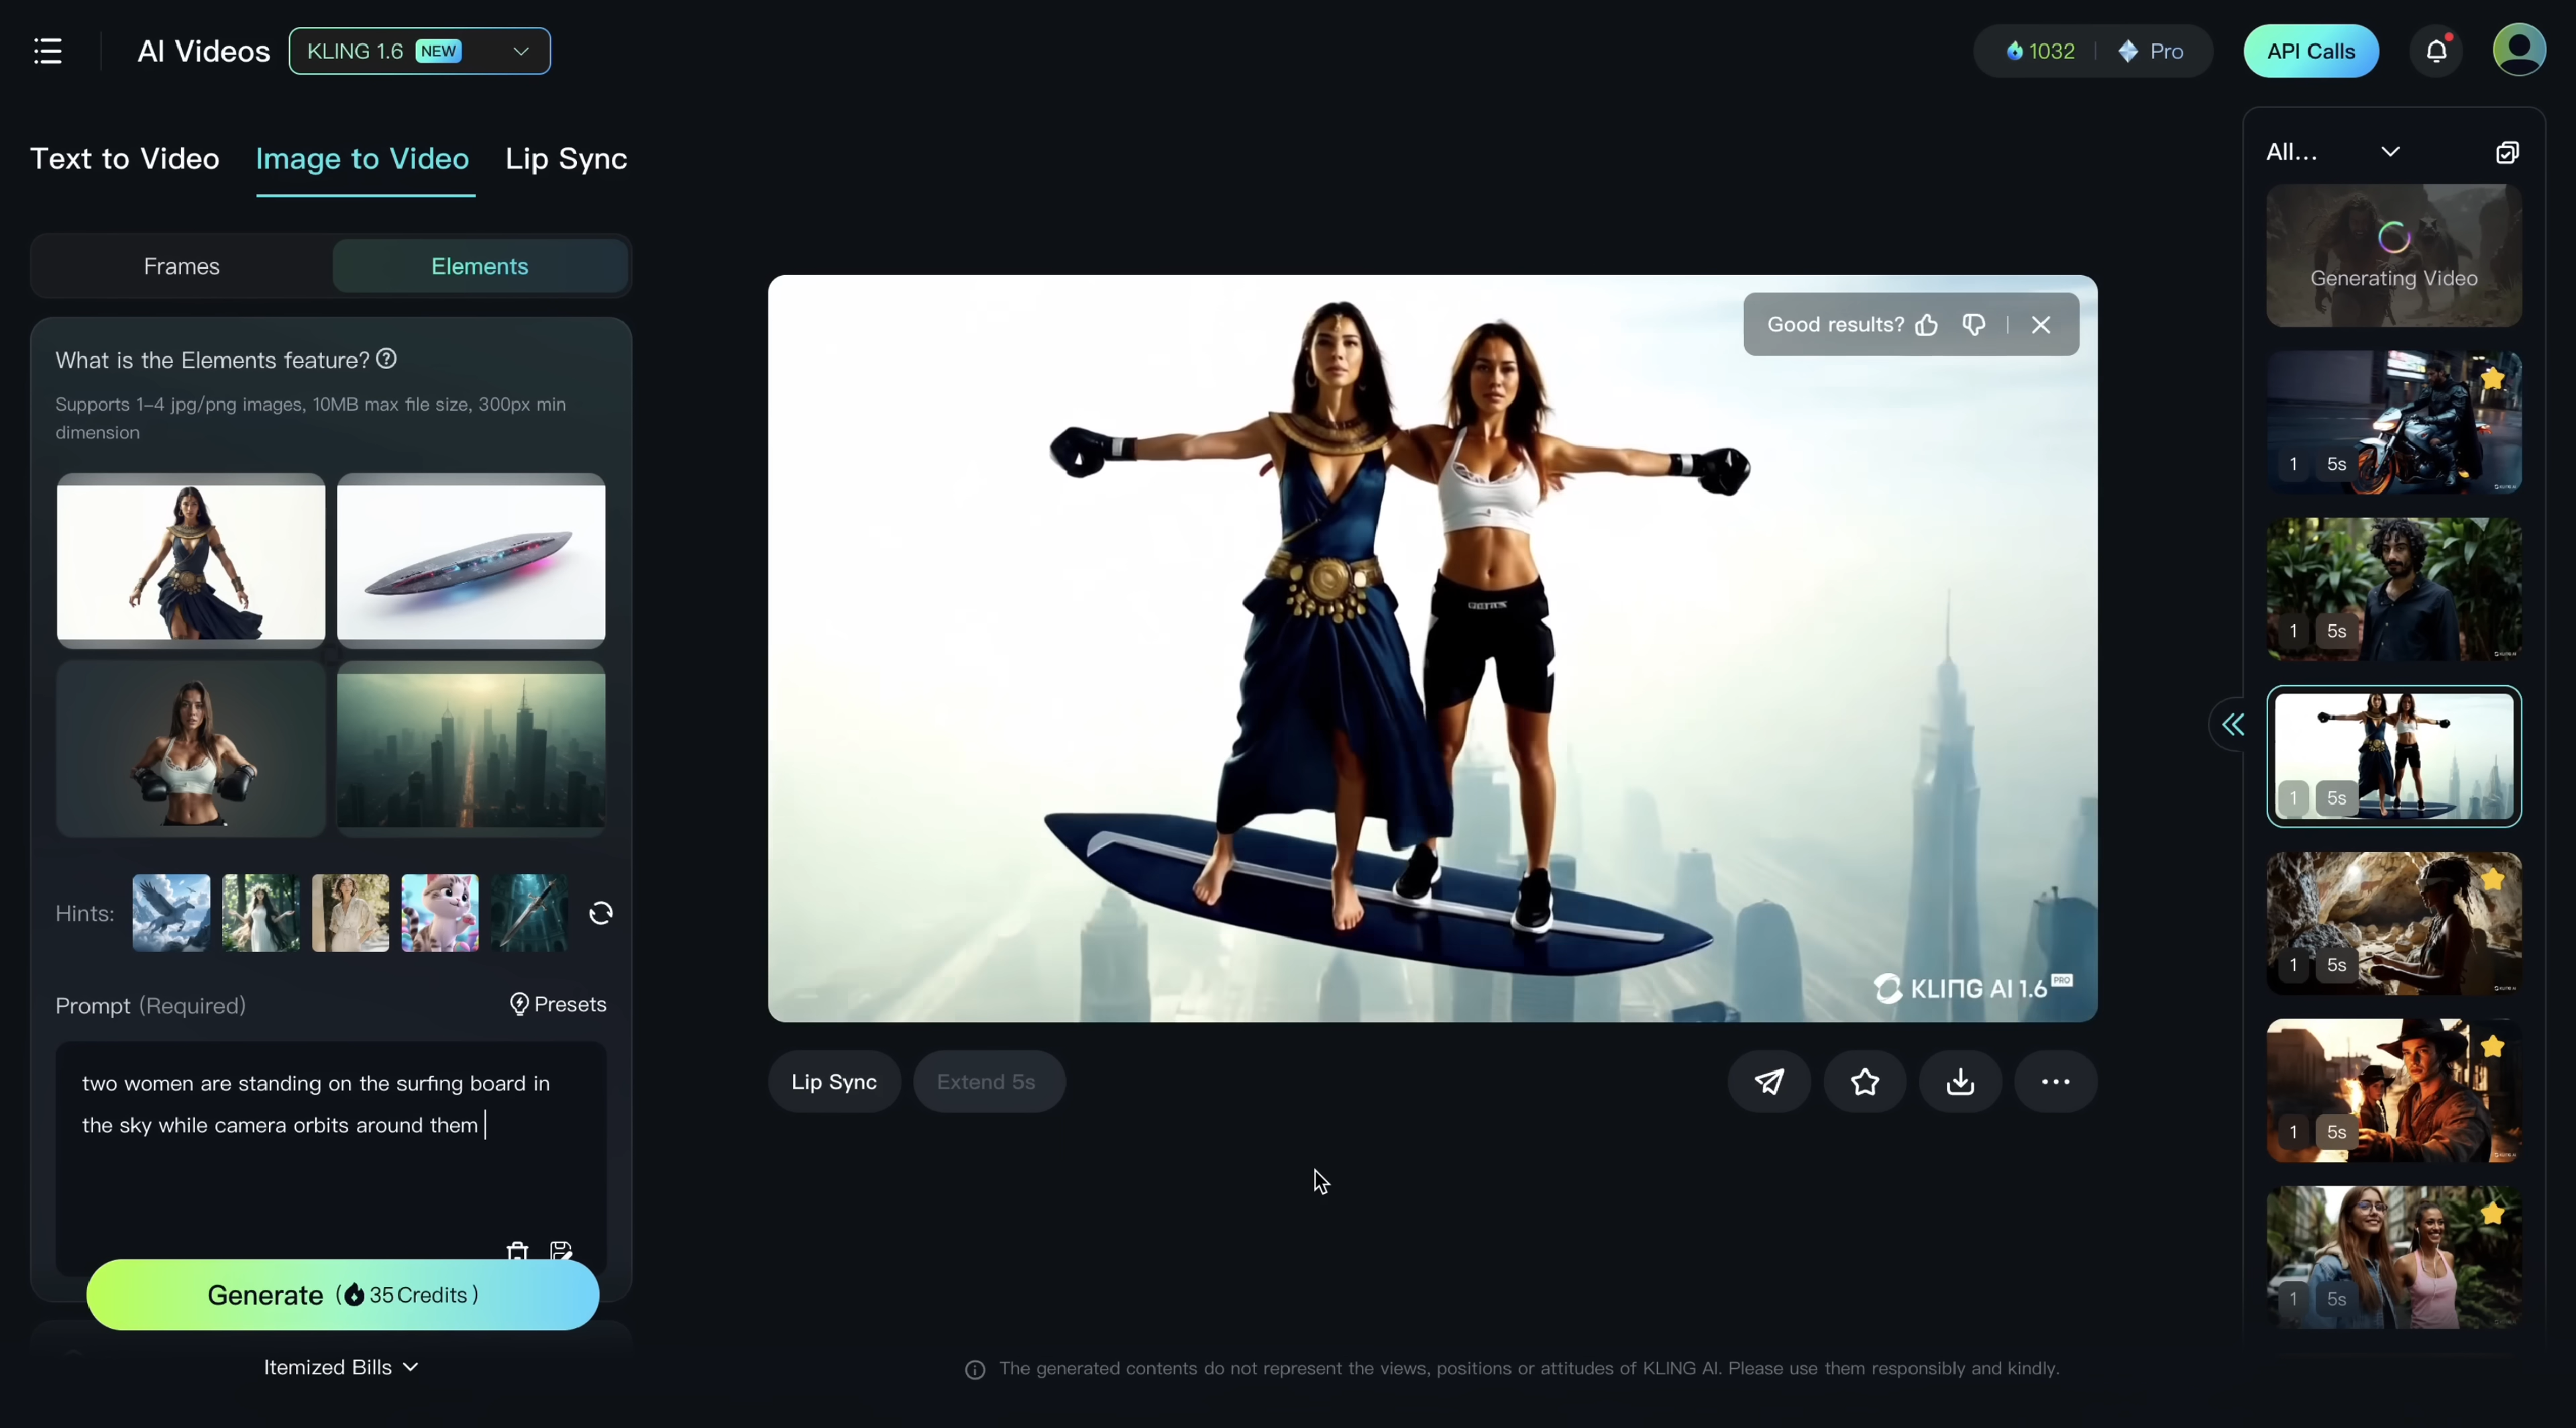 AI Videos
KLING 1.6 NEW
1032
Pro
API Calls
Text to Video
Image to Video
Lip Sync
Frames
Elements
What is the Elements feature?
Supports 1-4 jpg/png images, 10MB max file size, 300px min
dimension
Hints:
Prompt (Required)
Presets
two women are standing on the surfing board in
the sky while camera orbits around them
Generate ( 35 Credits )
Itemized Bills
Good results?
KLING AI 1.6 PRO
Lip Sync
Extend 5s
The generated contents do not represent the views, positions or attitudes of KLING AI. Please use them responsibly and kindly.
All...
Generating Video
1 5s
1 5s
1 5s
1 5s
1 5s
1 5s